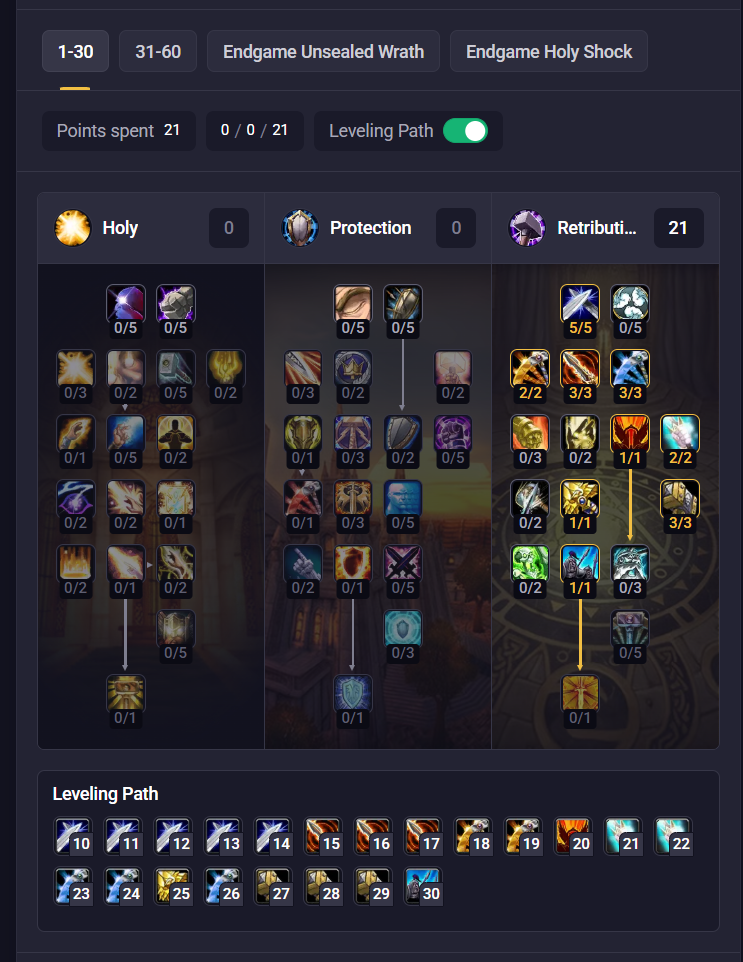 1-30 31-60 Endgame Unsealed Wrath Endgame Holy Shock
Points spent 21 0 / 0 / 21 Leveling Path
Holy 0 Protection 0 Retributi... 21
0/5 0/5 0/5 0/5 5/5 0/5
0/3 0/2 0/5 0/2 0/3 0/2 0/2 2/2 3/3 3/3
0/1 0/5 0/2 0/1 0/3 0/2 0/5 0/3 0/2 1/1 2/2
0/2 0/2 0/1 0/1 0/3 0/5 0/2 1/1 3/3
0/2 0/1 0/2 0/2 0/1 0/5 0/2 1/1 0/3
0/5 0/3 0/5
0/1 0/1 0/1
Leveling Path
10 11 12 13 14 15 16 17 18 19 20 21 22
23 24 25 26 27 28 29 30